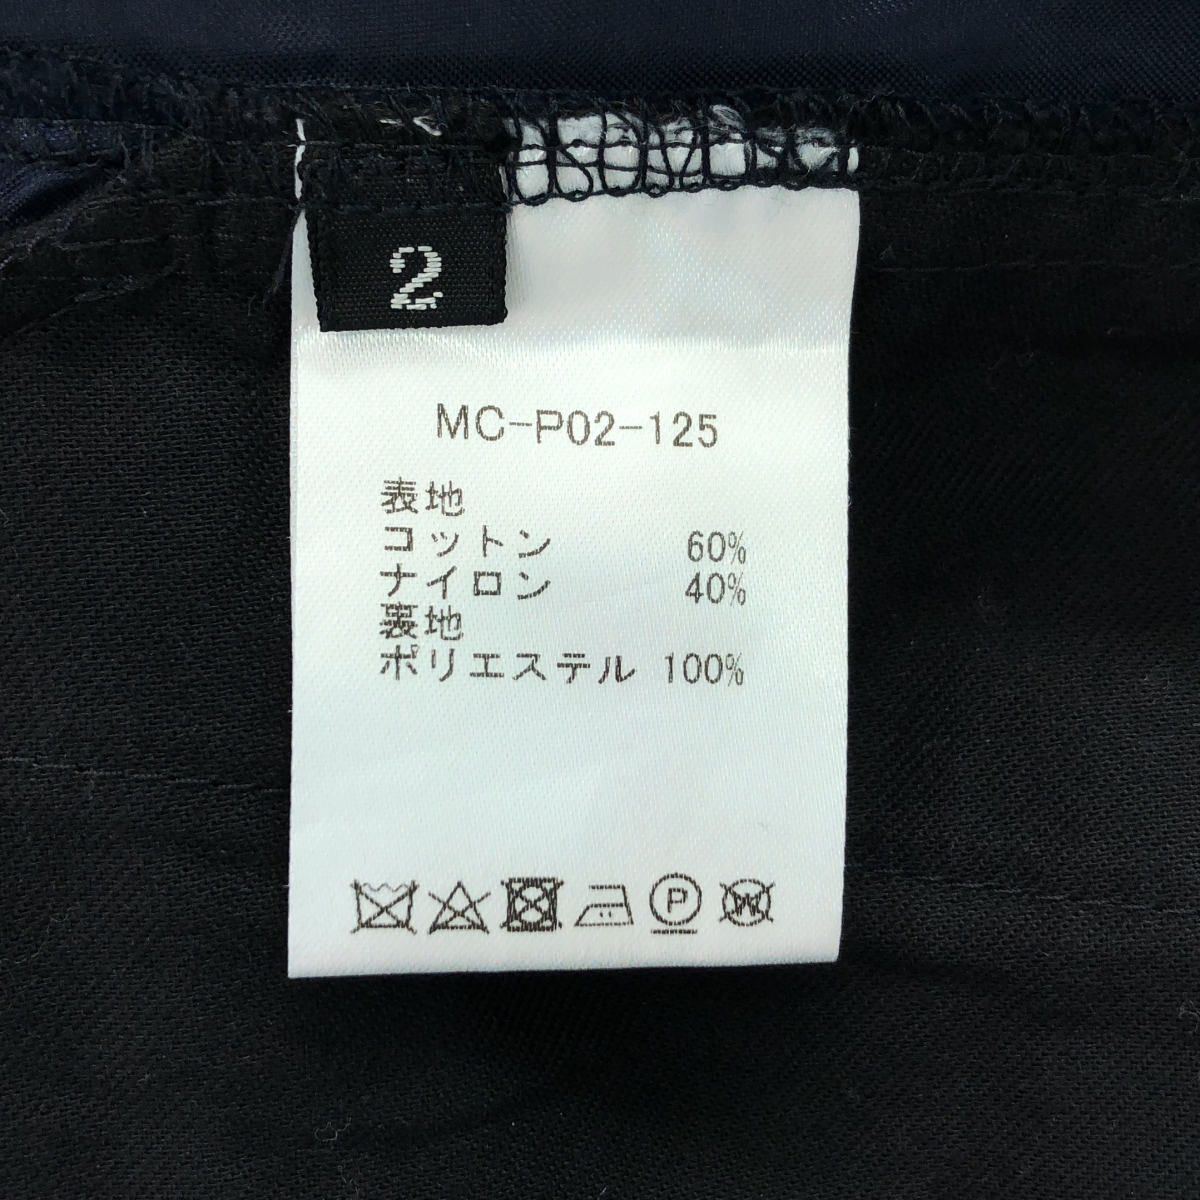 2
MC-P02-125
表地
コットン 60%
ナイロン 40%
裏地
ポリエステル 100%
P W